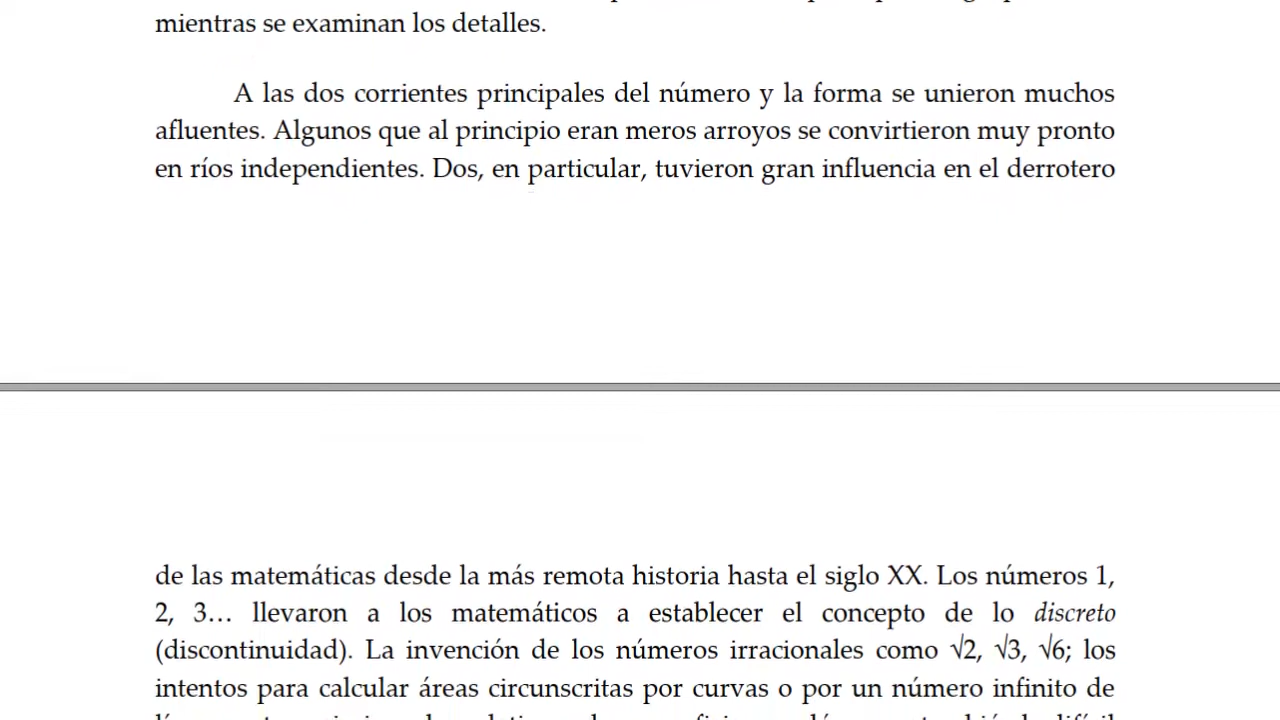 mientras se examinan los detalles.
A las dos corrientes principales del número y la forma se unieron muchos
afluentes. Algunos que al principio eran meros arroyos se convirtieron muy pronto
en ríos independientes. Dos, en particular, tuvieron gran influencia en el derrotero
de las matemáticas desde la más remota historia hasta el siglo XX. Los números 1,
2, 3… llevaron a los matemáticos a establecer el concepto de lo discreto
(discontinuidad). La invención de los números irracionales como √2, √3, √6; los
intentos para calcular áreas circunscritas por curvas o por un número infinito de